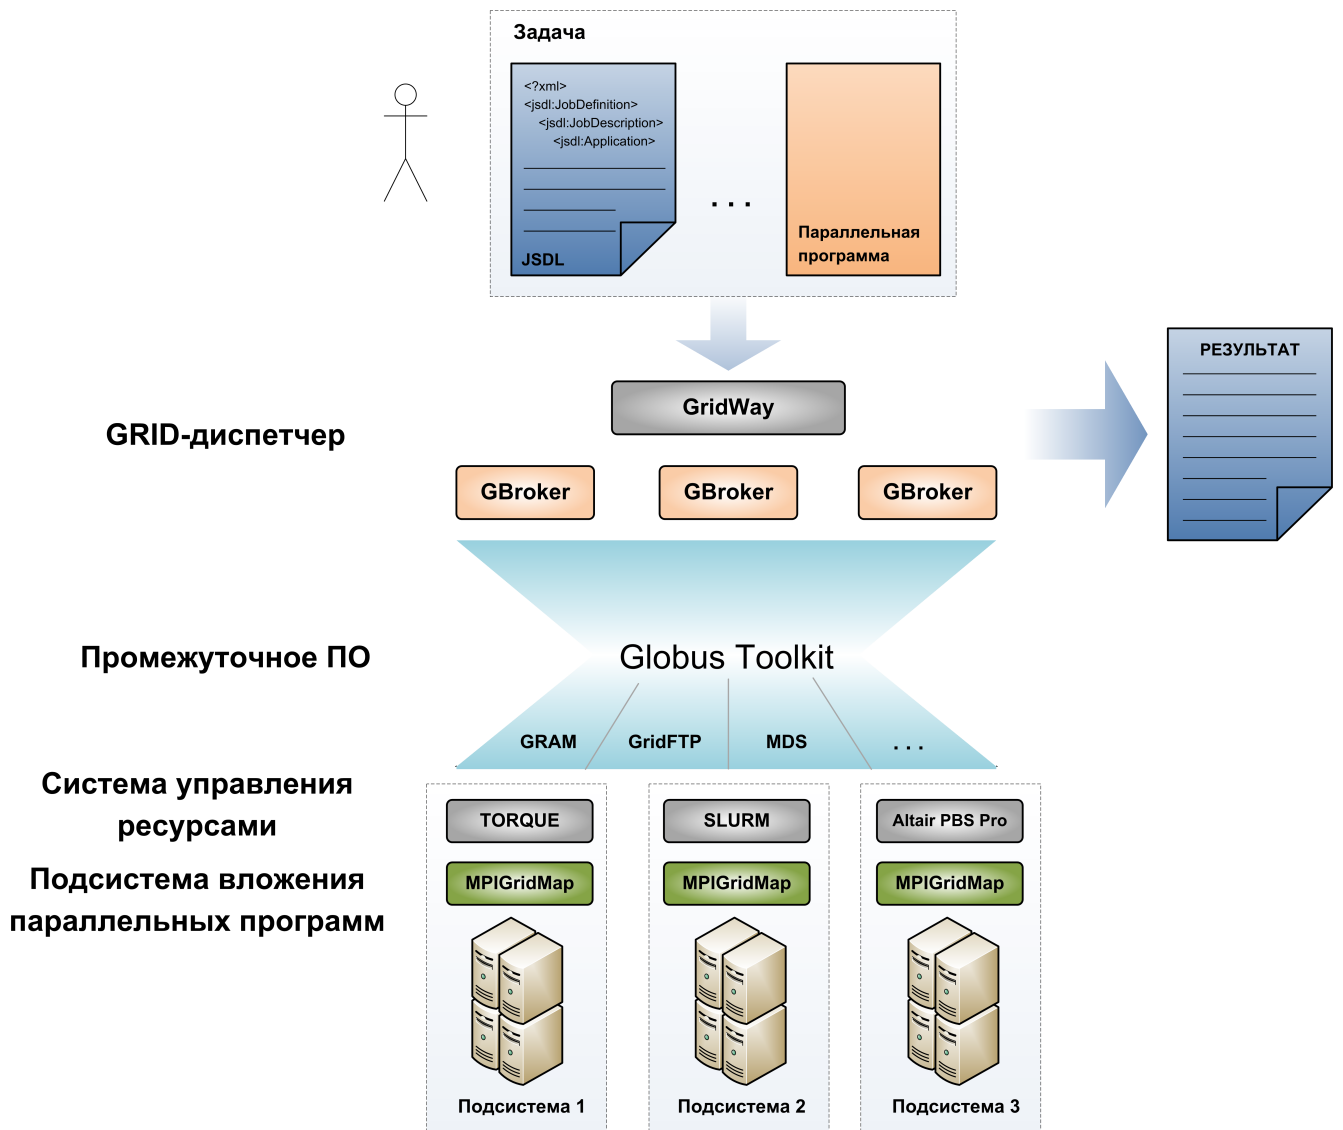 Задача
<?xml>
<jsdl:JobDefinition>
<jsdl:JobDescription>
<jsdl:Application>
. . .
JSDL
Параллельная
программа
РЕЗУЛЬТАТ
GRID-диспетчер
GridWay
GBroker
GBroker
GBroker
Промежуточное ПО
Globus Toolkit
GRAM
GridFTP
MDS
. . .
Система управления
ресурсами
TORQUE
SLURM
Altair PBS Pro
Подсистема вложения
параллельных программ
MPIGridMap
MPIGridMap
MPIGridMap
Подсистема 1
Подсистема 2
Подсистема 3